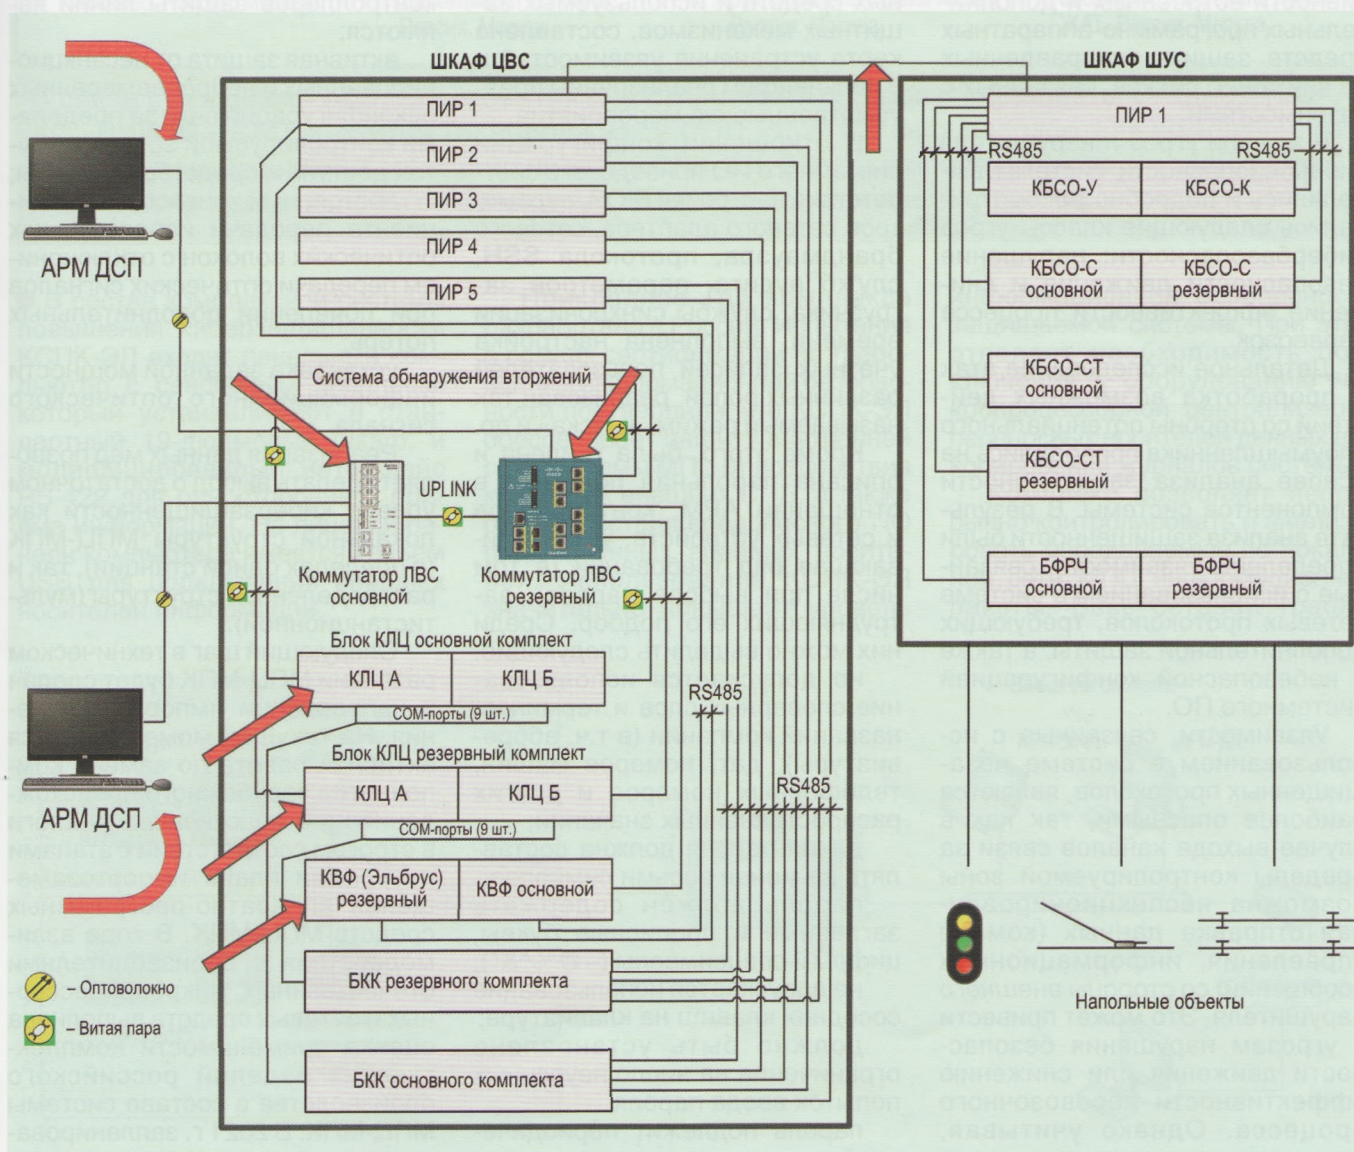 ШКАФ ЦВС
ШКАФ ШУС
ПИР 1
ПИР 2
ПИР 3
ПИР 4
ПИР 5
Система обнаружения вторжений
АРМ ДСП
UPLINK
Коммутатор ЛВС
основной
Коммутатор ЛВС
резервный
Блок КЛЦ основной комплект
КЛЦ А
КЛЦ Б
COM-порты (9 шт.)
Блок КЛЦ резервный комплект
КЛЦ А
КЛЦ Б
COM-порты (9 шт.)
КВФ (Эльбрус)
резервный
КВФ основной
БКК резервного комплекта
БКК основного комплекта
RS485
RS485
АРМ ДСП
– Оптоволокно
– Витая пара
ПИР 1
RS485
RS485
КБСО-У
КБСО-К
КБСО-С
основной
КБСО-С
резервный
КБСО-СТ
основной
КБСО-СТ
резервный
БФРЧ
основной
БФРЧ
резервный
Напольные объекты